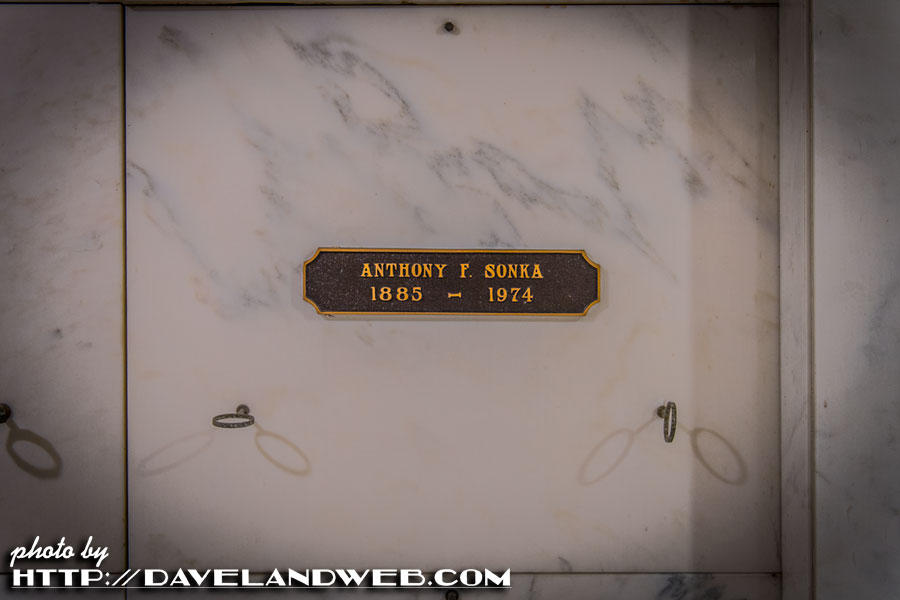 ANTHONY F. SONKA
1885 - 1974
photo by
HTTP://DAVELANDWEB.COM